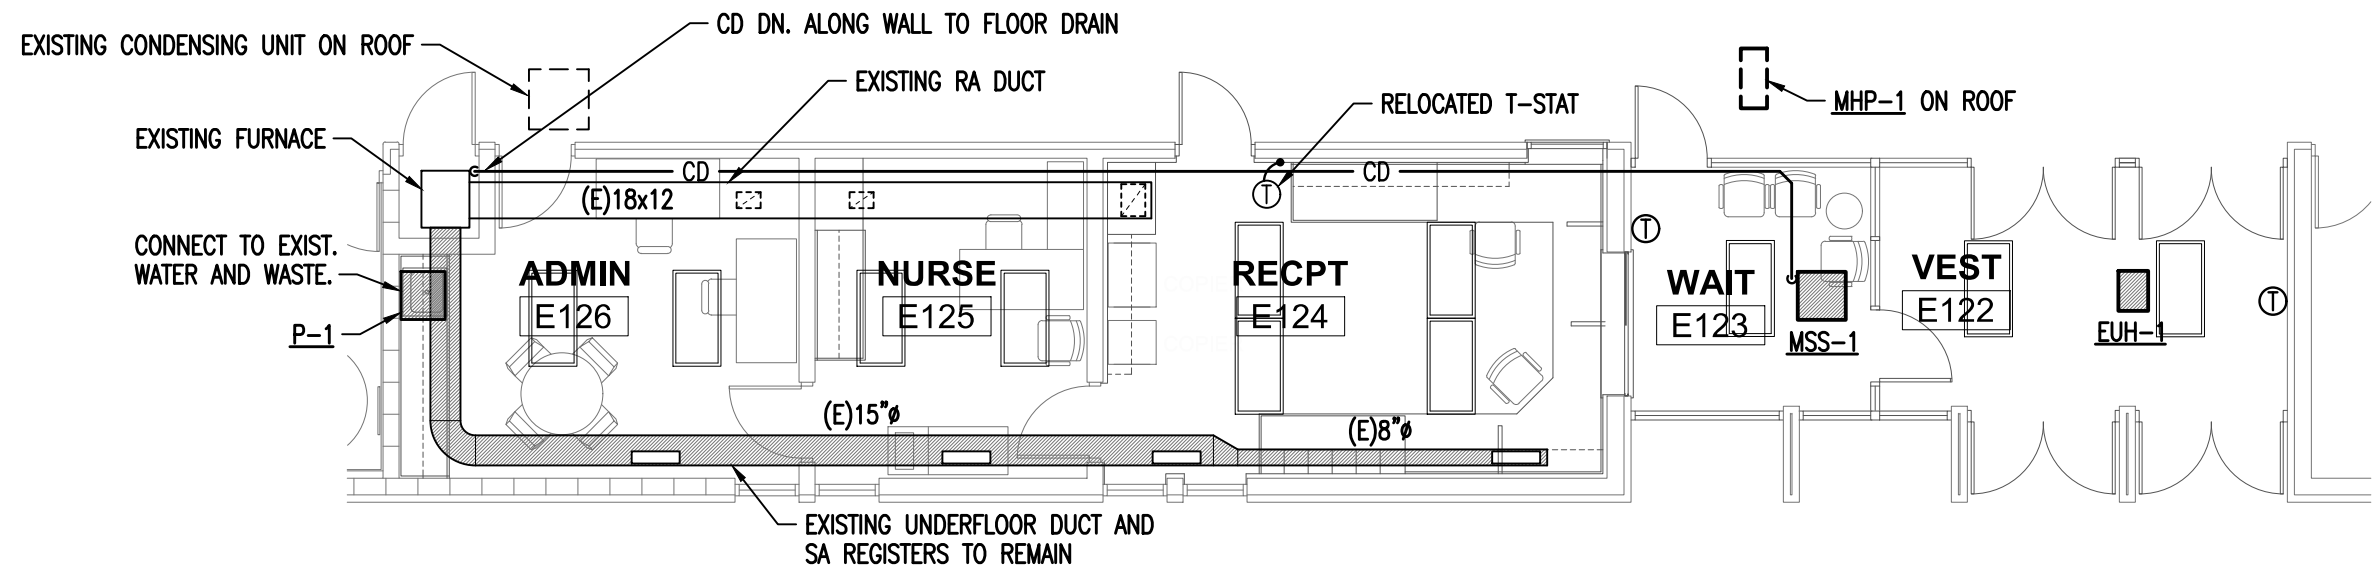 CD DN. ALONG WALL TO FLOOR DRAIN
EXISTING CONDENSING UNIT ON ROOF
EXISTING RA DUCT
RELOCATED T-STAT
MHP-1 ON ROOF
EXISTING FURNACE
CD
CD
(E)18x12
T
T
CONNECT TO EXIST.
WATER AND WASTE.
ADMIN
E126
NURSE
E125
RECPT
E124
WAIT
E123
VEST
E122
T
P-1
MSS-1
EUH-1
COPIER
COPIER
(E)15"ø
(E)8"ø
EXISTING UNDERFLOOR DUCT AND
SA REGISTERS TO REMAIN